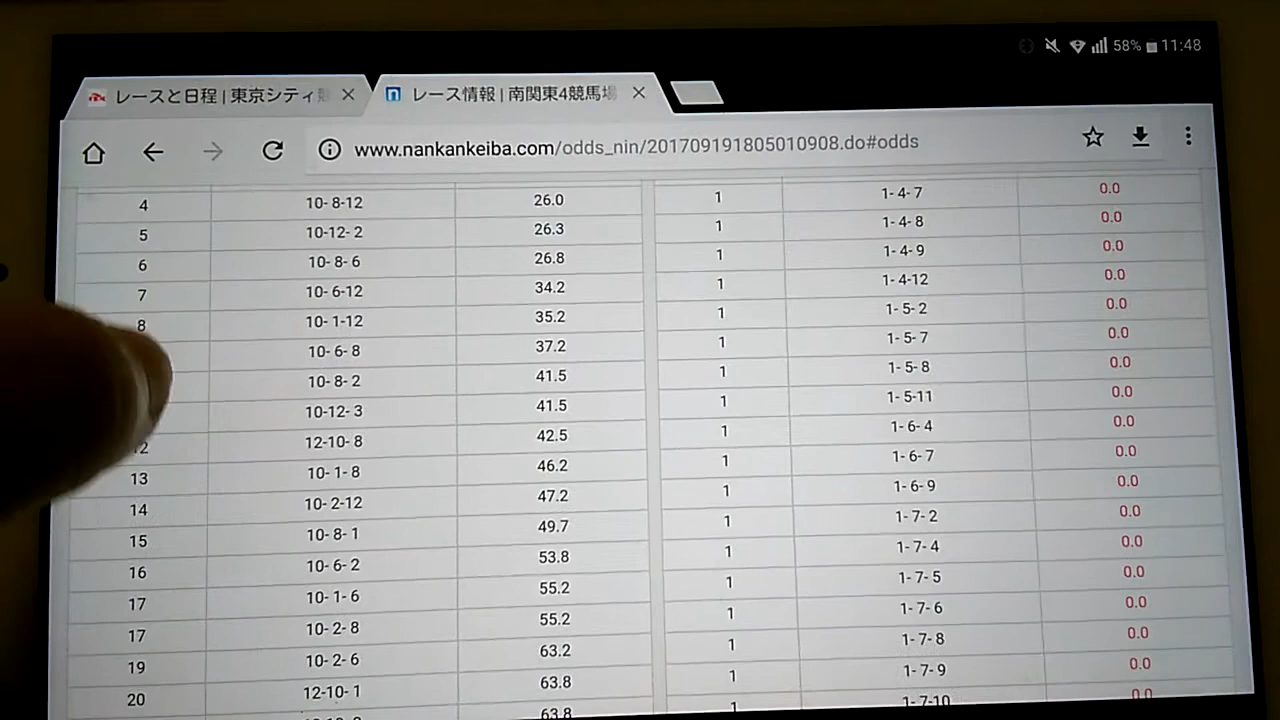 58% 11:48
レースと日程 | 東京シティ競
レース情報 | 南関東4競馬場
www.nankankeiba.com/odds_nin/201709191805010908.do#odds
4 10- 8-12 26.0 1 1- 4- 7 0.0
5 10-12- 2 26.3 1 1- 4- 8 0.0
6 10- 8- 6 26.8 1 1- 4- 9 0.0
7 10- 6-12 34.2 1 1- 4-12 0.0
8 10- 1-12 35.2 1 1- 5- 2 0.0
10- 6- 8 37.2 1 1- 5- 7 0.0
10- 8- 2 41.5 1 1- 5- 8 0.0
10-12- 3 41.5 1 1- 5-11 0.0
12 12-10- 8 42.5 1 1- 6- 4 0.0
13 10- 1- 8 46.2 1 1- 6- 7 0.0
14 10- 2-12 47.2 1 1- 6- 9 0.0
15 10- 8- 1 49.7 1 1- 7- 2 0.0
16 10- 6- 2 53.8 1 1- 7- 4 0.0
17 10- 1- 6 55.2 1 1- 7- 5 0.0
17 10- 2- 8 55.2 1 1- 7- 6 0.0
19 10- 2- 6 63.2 1 1- 7- 8 0.0
20 12-10- 1 63.8 1 1- 7- 9 0.0
63.8 1 1- 7-10 0.0